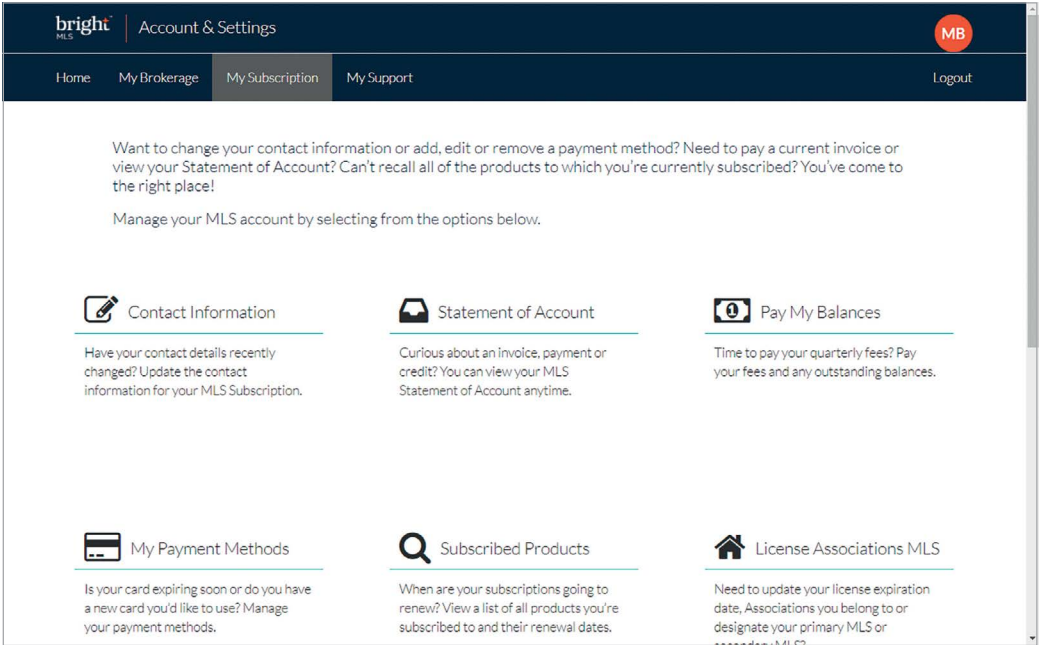 bright MLS Account & Settings MB
Home My Brokerage My Subscription My Support Logout
Want to change your contact information or add, edit or remove a payment method? Need to pay a current invoice or
view your Statement of Account? Can't recall all of the products to which you're currently subscribed? You've come to
the right place!
Manage your MLS account by selecting from the options below.
Contact Information
Have your contact details recently
changed? Update the contact
information for your MLS Subscription.
Statement of Account
Curious about an invoice, payment or
credit? You can view your MLS
Statement of Account anytime.
Pay My Balances
Time to pay your quarterly fees? Pay
your fees and any outstanding balances.
My Payment Methods
Is your card expiring soon or do you have
a new card you'd like to use? Manage
your payment methods.
Subscribed Products
When are your subscriptions going to
renew? View a list of all products you're
subscribed to and their renewal dates.
License Associations MLS
Need to update your license expiration
date, Associations you belong to or
designate your primary MLS or
secondary MLS?